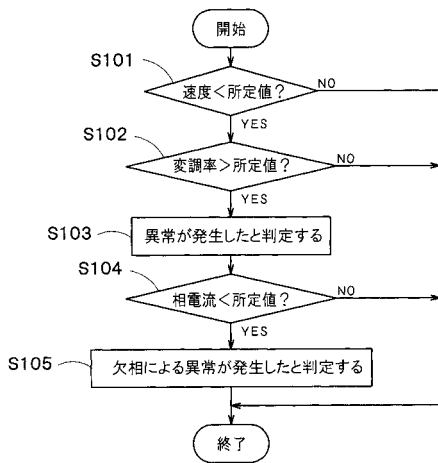 開始
S101
速度<所定値?
NO
YES
S102
変調率>所定値?
NO
YES
S103
異常が発生したと判定する
S104
相電流<所定値?
NO
YES
S105
欠相による異常が発生したと判定する
終了